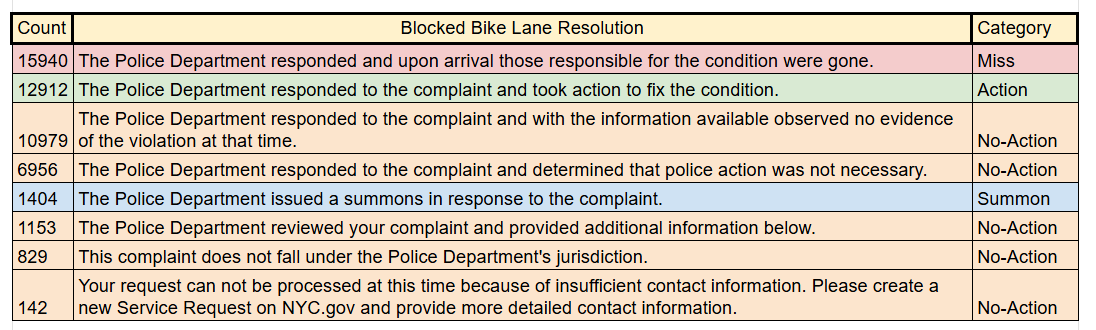 Count Blocked Bike Lane Resolution Category
15940 The Police Department responded and upon arrival those responsible for the condition were gone. Miss
12912 The Police Department responded to the complaint and took action to fix the condition. Action
The Police Department responded to the complaint and with the information available observed no evidence
10979 of the violation at that time. No-Action
6956 The Police Department responded to the complaint and determined that police action was not necessary. No-Action
1404 The Police Department issued a summons in response to the complaint. Summon
1153 The Police Department reviewed your complaint and provided additional information below. No-Action
829 This complaint does not fall under the Police Department's jurisdiction. No-Action
Your request can not be processed at this time because of insufficient contact information. Please create a
142 new Service Request on NYC.gov and provide more detailed contact information. No-Action